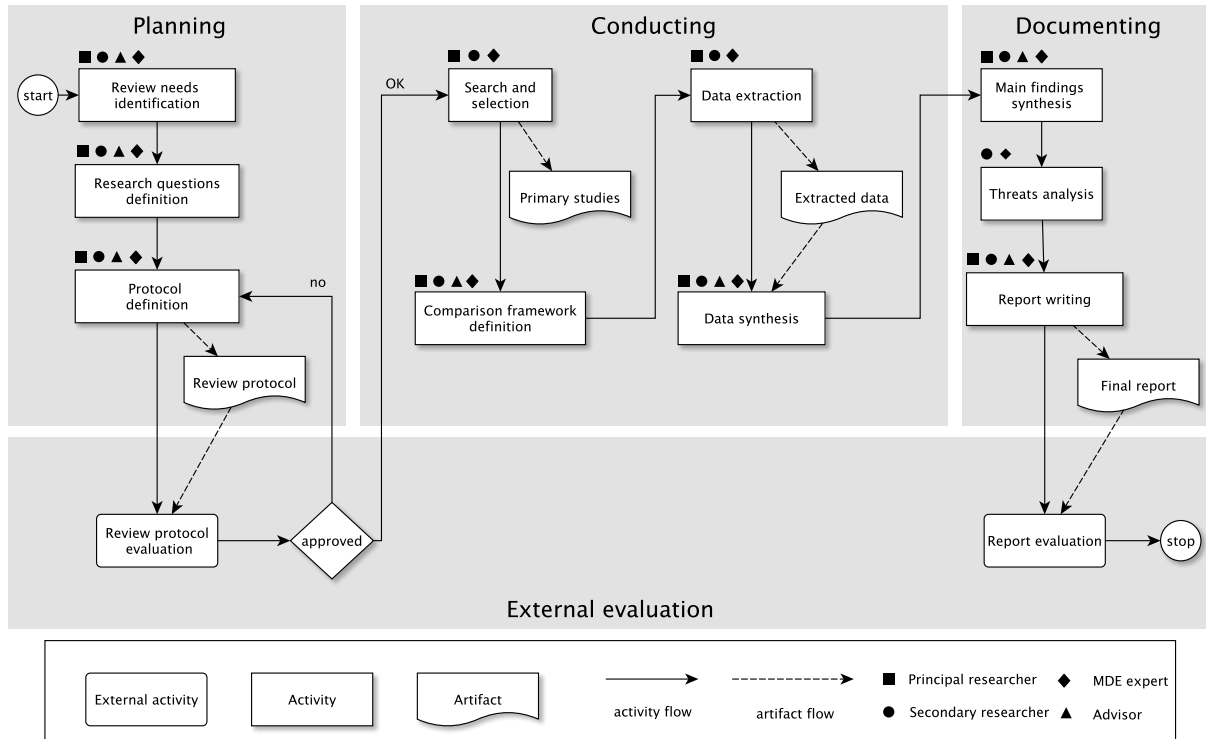 Planning
Conducting
Documenting
start
Review needs
identification
Research questions
definition
Protocol
definition
no
Review protocol
OK
Search and
selection
Primary studies
Comparison framework
definition
Data extraction
Extracted data
Data synthesis
Main findings
synthesis
Threats analysis
Report writing
Final report
Review protocol
evaluation
approved
Report evaluation
stop
External evaluation
External activity
Activity
Artifact
activity flow
artifact flow
Principal researcher
MDE expert
Secondary researcher
Advisor